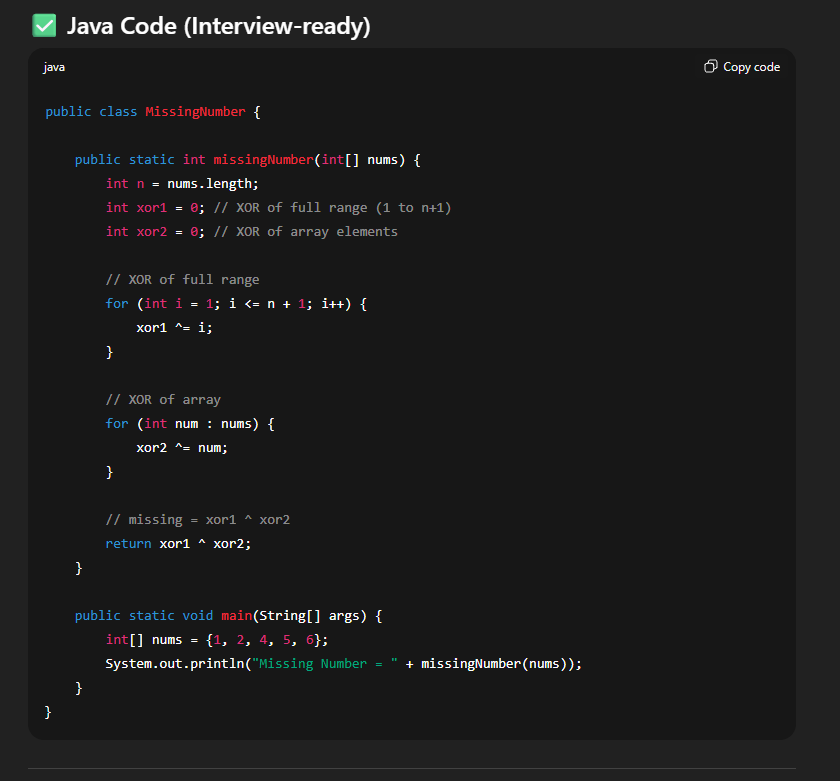 ✅ Java Code (Interview-ready)
java
Copy code
public class MissingNumber {
    public static int missingNumber(int[] nums) {
        int n = nums.length;
        int xor1 = 0; // XOR of full range (1 to n+1)
        int xor2 = 0; // XOR of array elements
        // XOR of full range
        for (int i = 1; i <= n + 1; i++) {
            xor1 ^= i;
        }
        // XOR of array
        for (int num : nums) {
            xor2 ^= num;
        }
        // missing = xor1 ^ xor2
        return xor1 ^ xor2;
    }
    public static void main(String[] args) {
        int[] nums = {1, 2, 4, 5, 6};
        System.out.println("Missing Number = " + missingNumber(nums));
    }
}